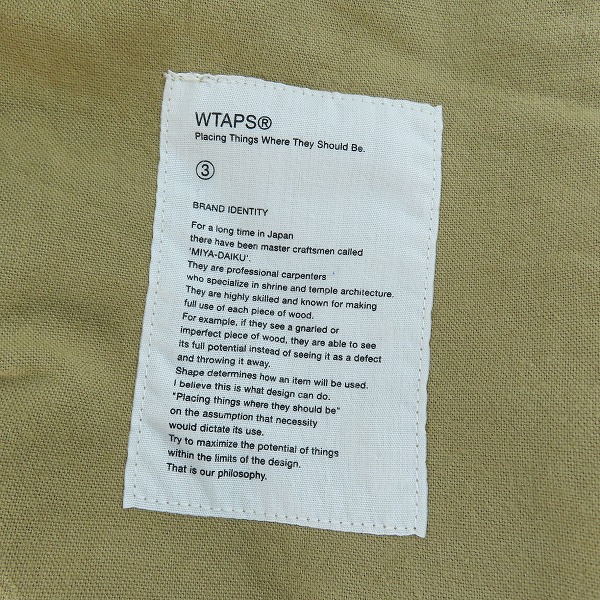 WTAPS®
Placing Things Where They Should Be.
③
BRAND IDENTITY
For a long time in Japan
there have been master craftsmen called
'MIYA-DAIKU'.
They are professional carpenters
who specialize in shrine and temple architecture.
They are highly skilled and known for making
full use of each piece of wood.
For example, if they see a gnarled or
imperfect piece of wood, they are able to see
its full potential instead of seeing it as a defect
and throwing it away.
Shape determines how an item will be used.
I believe this is what design can do.
"Placing things where they should be"
on the assumption that necessity
would dictate its use.
Try to maximize the potential of things
within the limits of the design.
That is our philosophy.